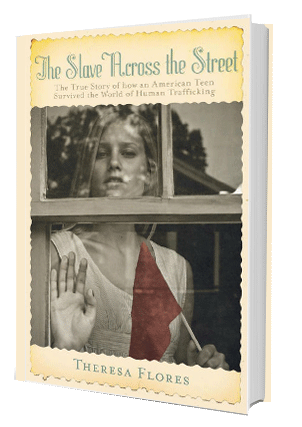 The Slave Across the Street
The True Story of how an American Teen
Survived the World of Human Trafficking
Theresa Flores